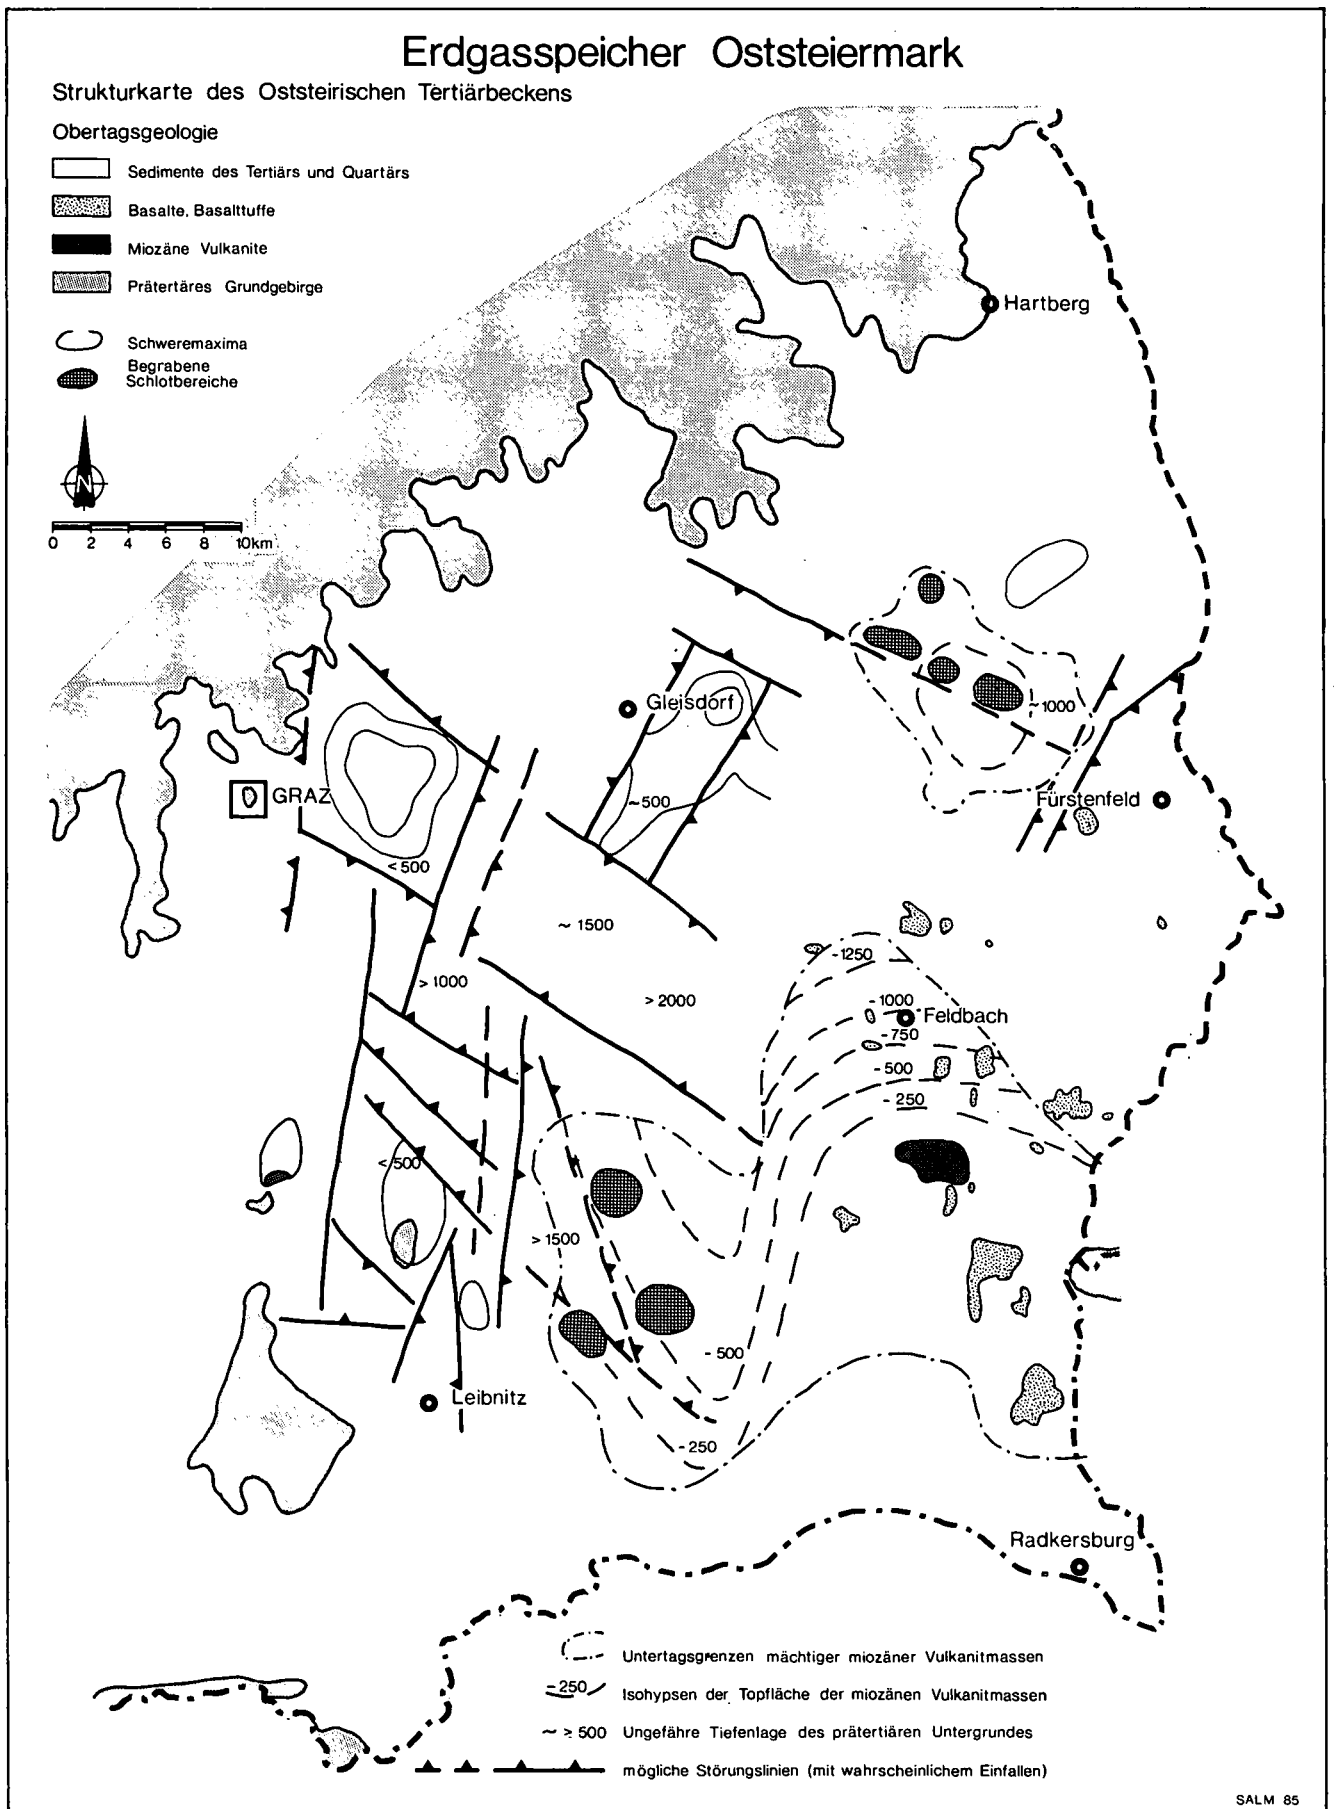 Erdgasspeicher Oststeiermark
Strukturkarte des Oststeirischen Tertiärbeckens
Obertagsgeologie
Sedimente des Tertiärs und Quartärs
Basalte, Basalttuffe
Miozäne Vulkanite
Prätertäres Grundgebirge
Schweremaxima
Begrabene
Schlotbereiche
N
0 2 4 6 8 10km
Hartberg
Gleisdorf
~1000
GRAZ
~500
Fürstenfeld
<500
~ 1500
-1250
>1000
>2000
-1000
Feldbach
-750
-500
-250
<500
>1500
-500
Leibnitz
-250
Radkersburg
Untertagsgrenzen mächtiger miozäner Vulkanitmassen
-250 Isohypsen der Topfläche der miozänen Vulkanitmassen
~ ≥ 500 Ungefähre Tiefenlage des prätertiären Untergrundes
mögliche Störungslinien (mit wahrscheinlichem Einfallen)
SALM 85